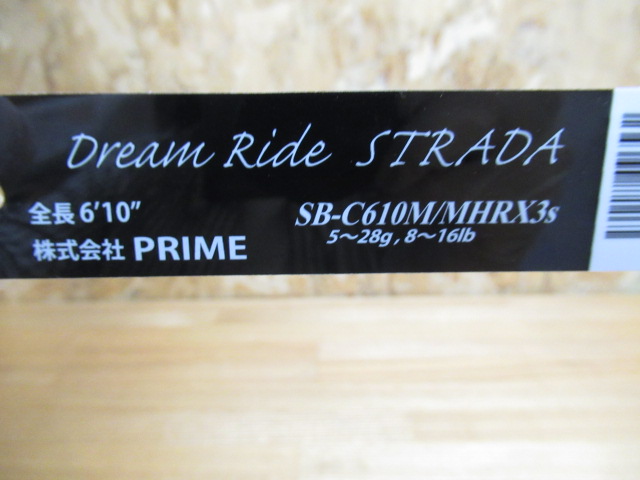 Dream Ride STRADA
全長 6'10"
SB-C610M/MHRX3s
5～28g , 8～16lb
株式会社 PRIME